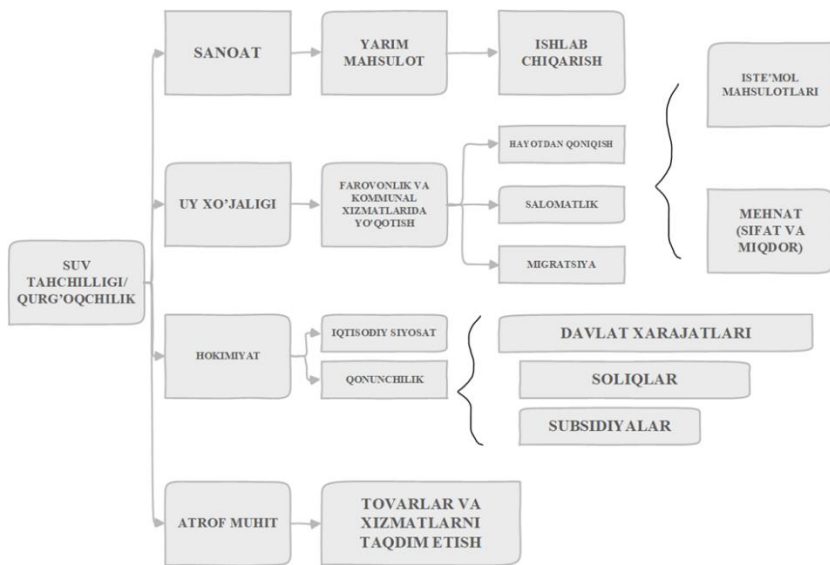 SANOAT
YARIM
MAHSULOT
ISHLAB
CHIQARISH
ISTE'MOL
MAHSULOTLARI
UY XO'JALIGI
FAROVONLIK VA
KOMMUNAL
XIZMATLARIDA
YO'QOTISH
HAYOTDAN QONIQISH
SALOMATLIK
MIGRATSIYA
MEHNAT
(SIFAT VA
MIQDOR)
SUV
TAHCHILLIGI/
QURG'OQCHILIK
HOKIMIYAT
IQTISODIY SIYOSAT
QONUNCHILIK
DAVLAT XARAJATLARI
SOLIQLAR
SUBSIDIYALAR
ATROF MUHIT
TOVARLAR VA
XIZMATLARNI
TAQDIM ETISH